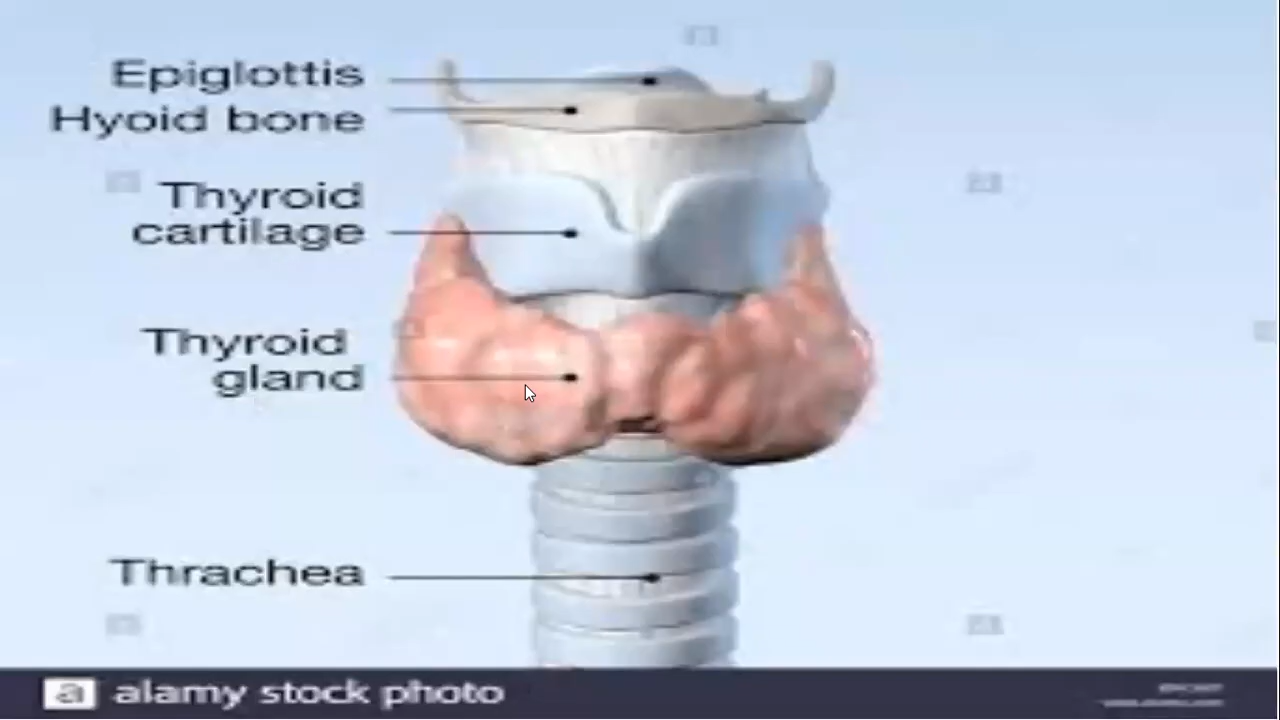 Epiglottis
Hyoid bone
Thyroid
cartilage
Thyroid
gland
Thrachea
a alamy stock photo